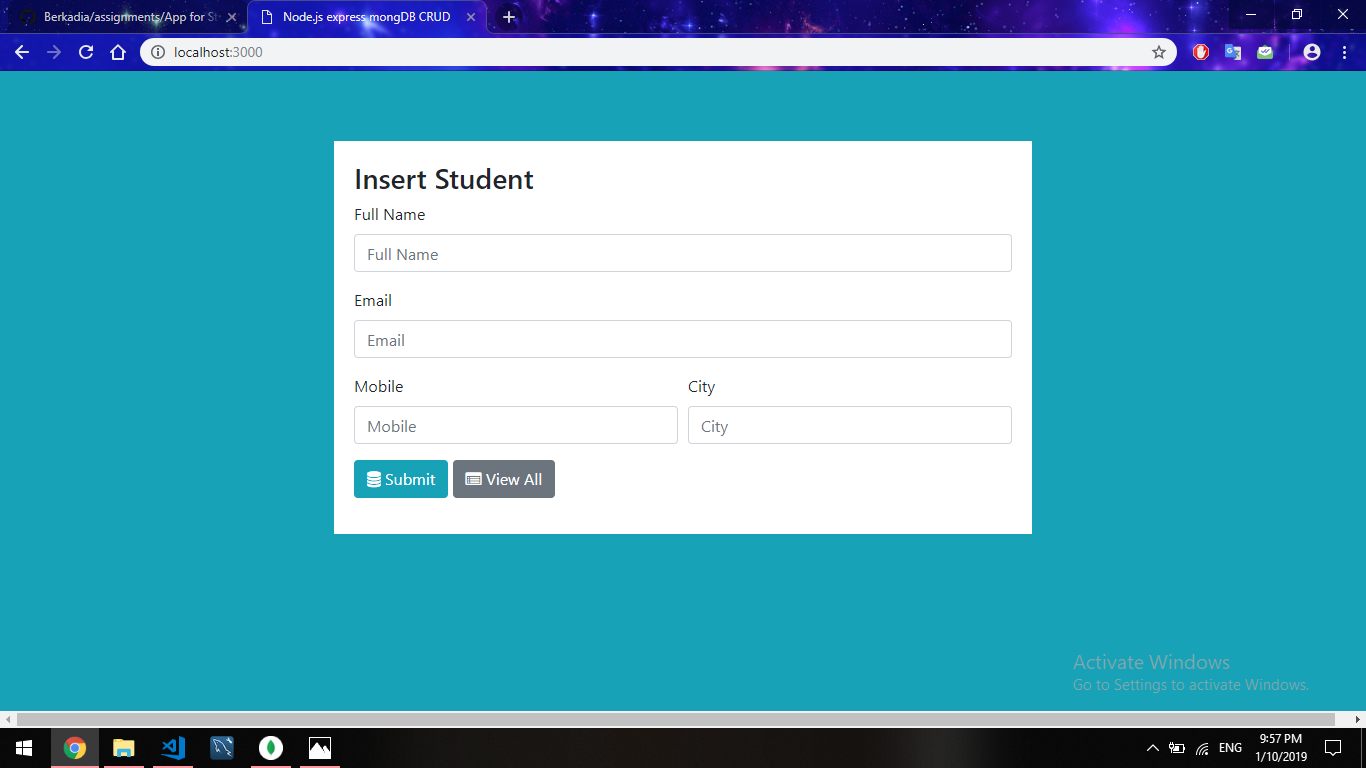 Berkadia/assignments/App for St
Node.js express mongDB CRUD
localhost:3000
Insert Student
Full Name
Full Name
Email
Email
Mobile
City
Mobile
City
Submit
View All
Activate Windows
Go to Settings to activate Windows.
ENG
9:57 PM
1/10/2019